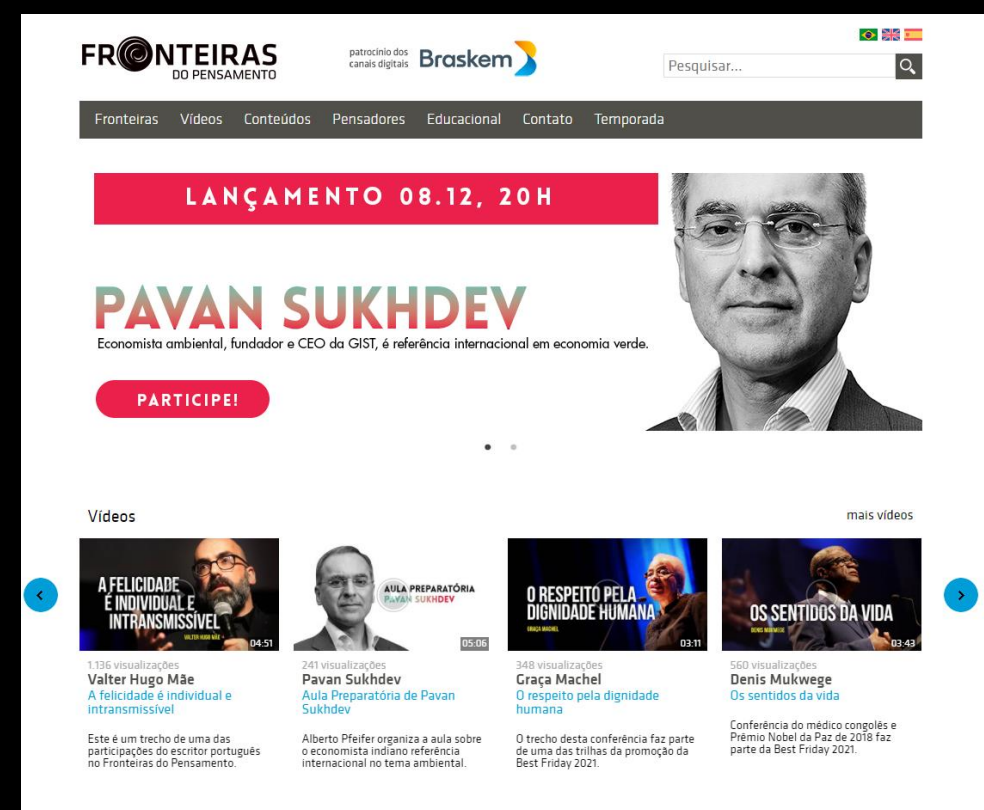 FRONTEIRAS
DO PENSAMENTO
patrocínio dos
canais digitais
Braskem
Pesquisar...
Fronteiras Vídeos Conteúdos Pensadores Educacional Contato Temporada
LANÇAMENTO 08.12, 20H
PAVAN SUKHDEV
Economista ambiental, fundador e CEO da GIST, é referência internacional em economia verde.
PARTICIPE!
Vídeos
mais vídeos
A FELICIDADE
É INDIVIDUAL E
INTRANSMISSÍVEL
VALTER HUGO MÃE
04:51
1.136 visualizações
Valter Hugo Mãe
A felicidade é individual e
intransmissível
Este é um trecho de uma das
participações do escritor português
no Fronteiras do Pensamento.
AULA PREPARATÓRIA
PAVAN SUKHDEV
05:06
241 visualizações
Pavan Sukhdev
Aula Preparatória de Pavan
Sukhdev
Alberto Pfeifer organiza a aula sobre
o economista indiano referência
internacional no tema ambiental.
O RESPEITO PELA
DIGNIDADE HUMANA
GRAÇA MACHEL
03:11
348 visualizações
Graça Machel
O respeito pela dignidade
humana
O trecho desta conferência faz parte
de uma das trilhas da promoção da
Best Friday 2021.
OS SENTIDOS DA VIDA
DENIS MUKWEGE
03:43
560 visualizações
Denis Mukwege
Os sentidos da vida
Conferência do médico congolês e
Prêmio Nobel da Paz de 2018 faz
parte da Best Friday 2021.